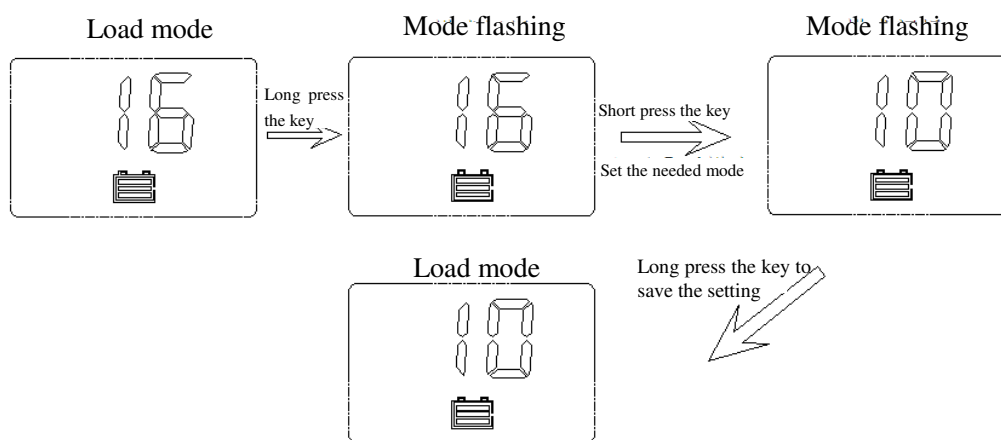 Load mode
Mode flashing
Mode flashing
16
Long press
the key
16
Short press the key
Set the needed mode
10
Load mode
Long press the key to
save the setting
10